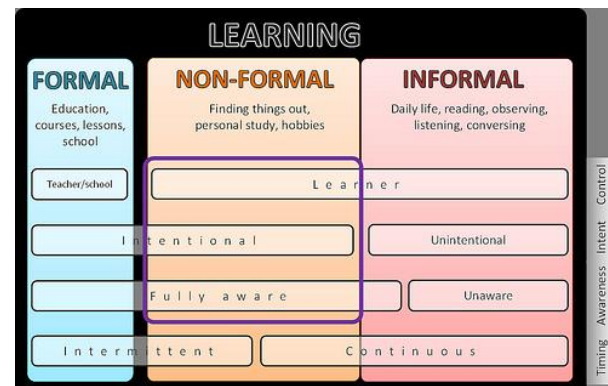 LEARNING
FORMAL
Education,
courses, lessons,
school
NON-FORMAL
Finding things out,
personal study, hobbies
INFORMAL
Daily life, reading, observing,
listening, conversing
Teacher/school
Learner
Control
Intentional
Unintentional
Intent
Fully aware
Unaware
Awareness
Intermittent
Continuous
Timing